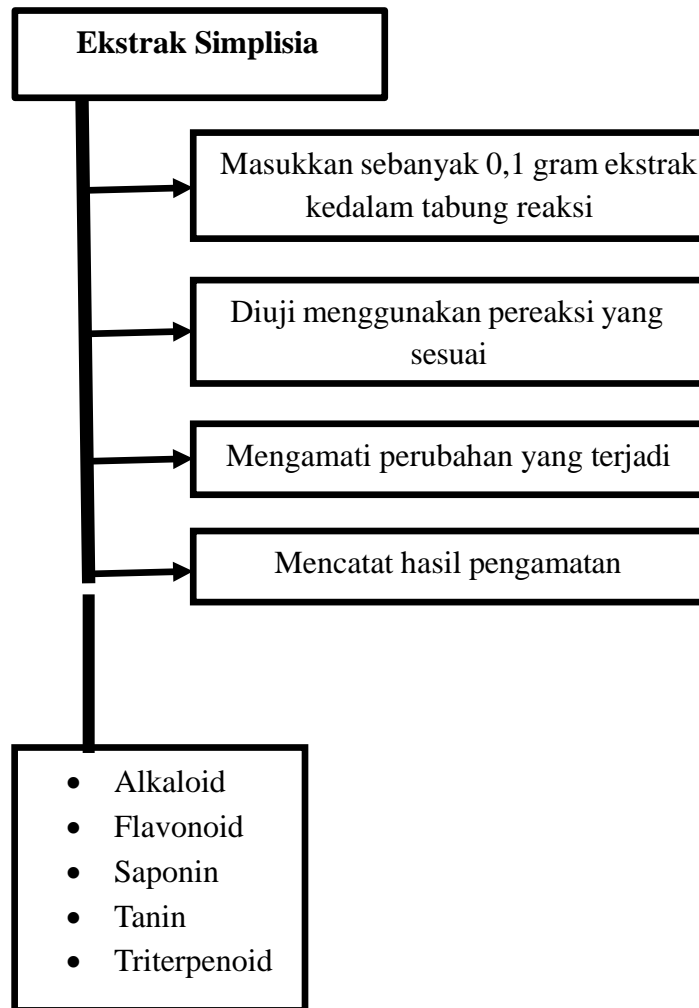 Ekstrak Simplisia
Masukkan sebanyak 0,1 gram ekstrak
kedalam tabung reaksi
Diuji menggunakan pereaksi yang
sesuai
Mengamati perubahan yang terjadi
Mencatat hasil pengamatan
• Alkaloid
• Flavonoid
• Saponin
• Tanin
• Triterpenoid